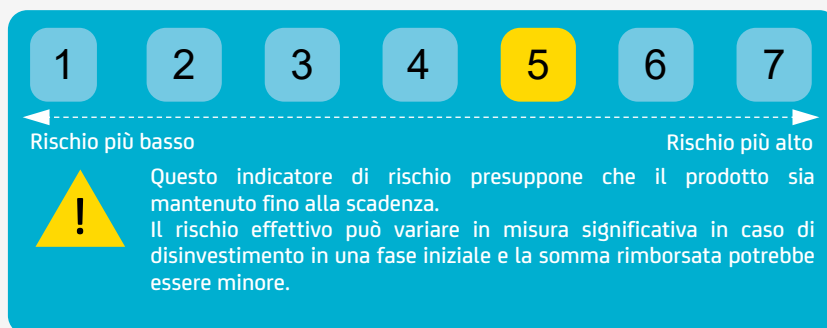 1 2 3 4 5 6 7
Rischio più basso Rischio più alto
Questo indicatore di rischio presuppone che il prodotto sia
mantenuto fino alla scadenza.
Il rischio effettivo può variare in misura significativa in caso di
disinvestimento in una fase iniziale e la somma rimborsata potrebbe
essere minore.
!